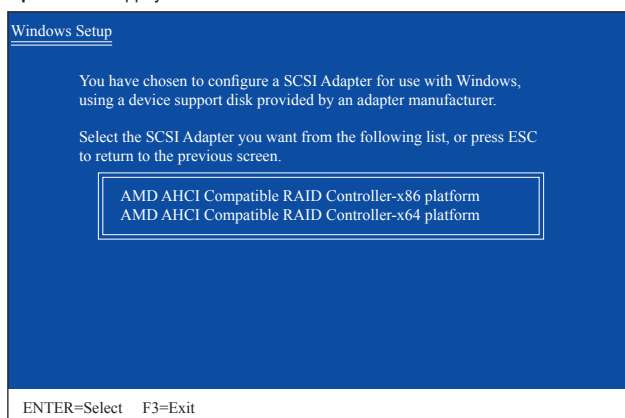 Windows Setup
You have chosen to configure a SCSI Adapter for use with Windows,
using a device support disk provided by an adapter manufacturer.
Select the SCSI Adapter you want from the following list, or press ESC
to return to the previous screen.
AMD AHCI Compatible RAID Controller-x86 platform
AMD AHCI Compatible RAID Controller-x64 platform
ENTER=Select F3=Exit